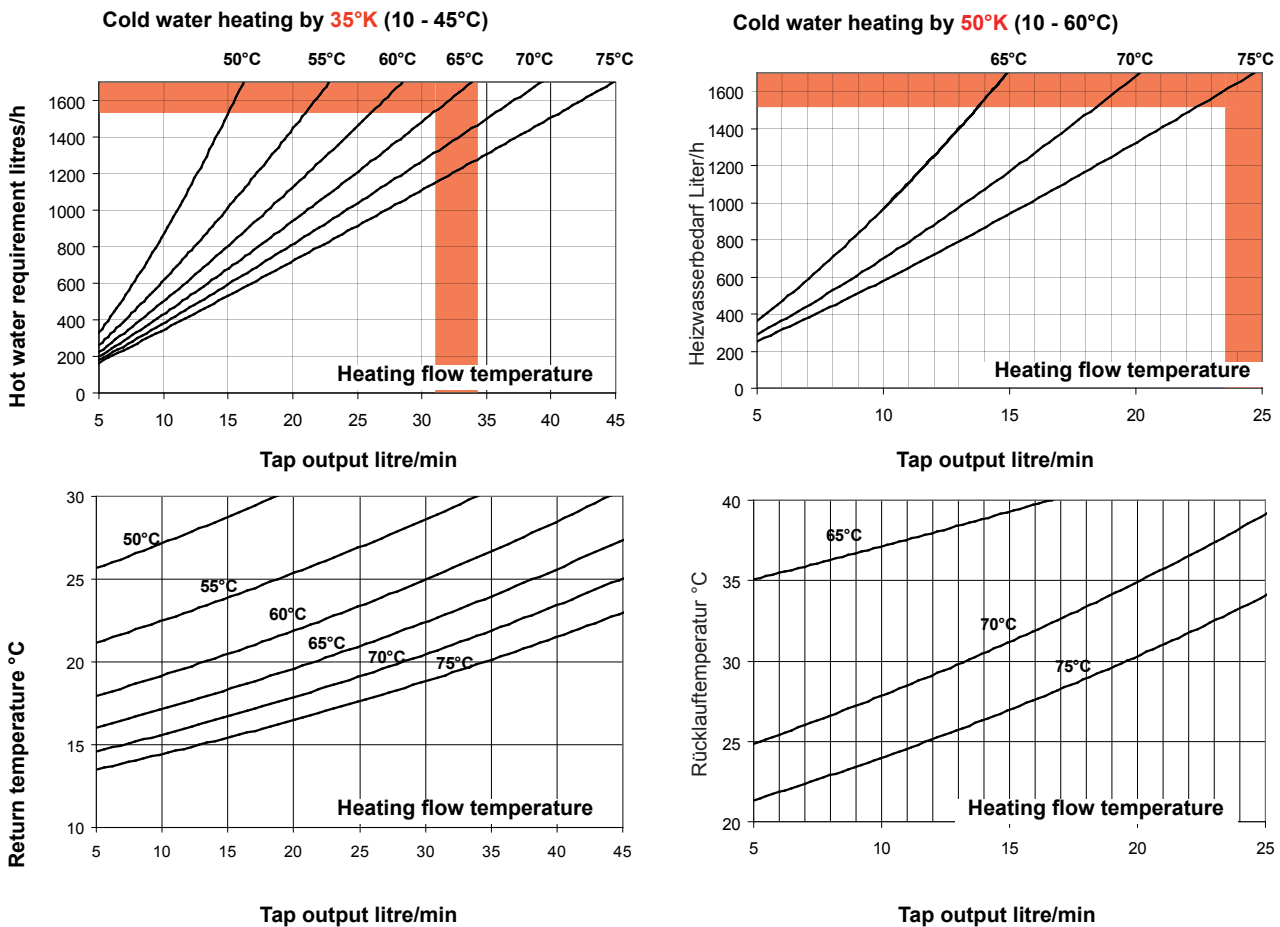 Cold water heating by 35°K (10 - 45°C)
50°C 55°C 60°C 65°C 70°C 75°C
Hot water requirement litres/h
1600
1400
1200
1000
800
600
400
200
0
Heating flow temperature
5 10 15 20 25 30 35 40 45
Tap output litre/min
Cold water heating by 50°K (10 - 60°C)
65°C 70°C 75°C
Heizwasserbedarf Liter/h
1600
1400
1200
1000
800
600
400
200
0
Heating flow temperature
5 10 15 20 25
Tap output litre/min
Return temperature °C
30
25
20
15
10
50°C
55°C
60°C
65°C
70°C
75°C
Heating flow temperature
5 10 15 20 25 30 35 40 45
Tap output litre/min
Rücklauftemperatur °C
40
35
30
25
20
65°C
70°C
75°C
Heating flow temperature
5 10 15 20 25
Tap output litre/min